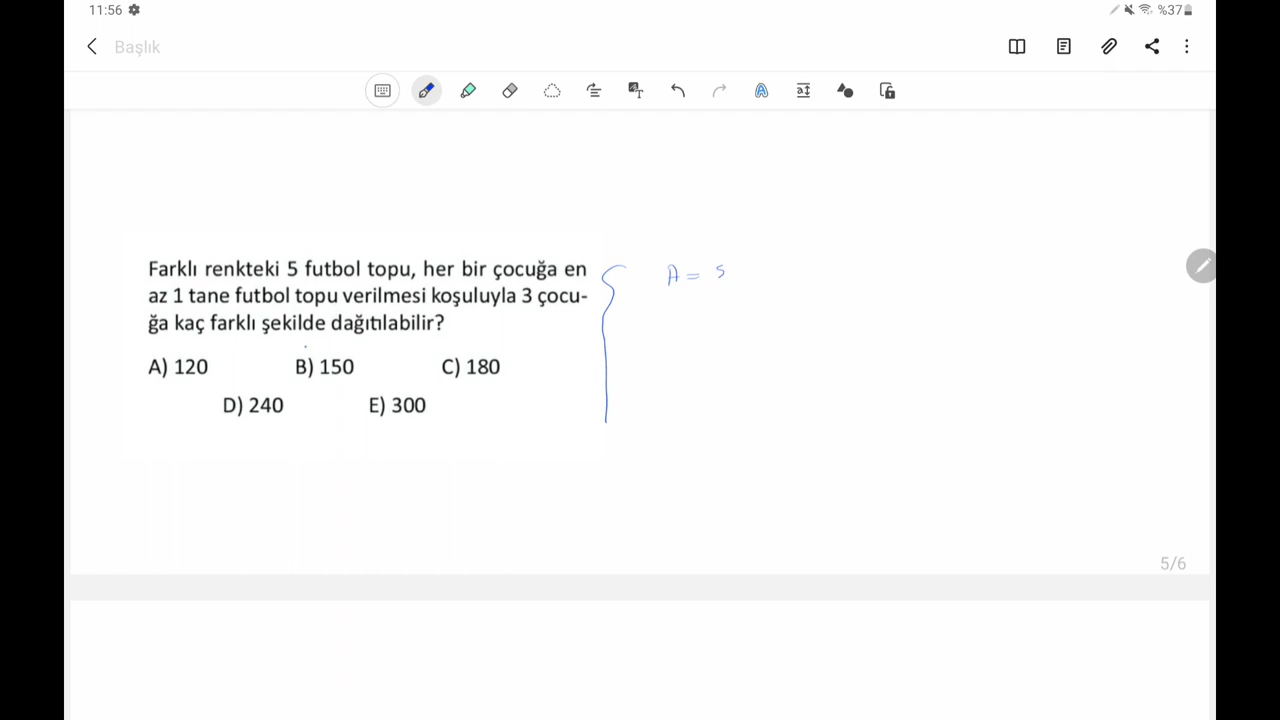 11:56
%37
Başlık
Farklı renkteki 5 futbol topu, her bir çocuğa en
az 1 tane futbol topu verilmesi koşuluyla 3 çocu-
ğa kaç farklı şekilde dağıtılabilir?
A) 120 B) 150 C) 180
D) 240 E) 300
A = 5
5/6